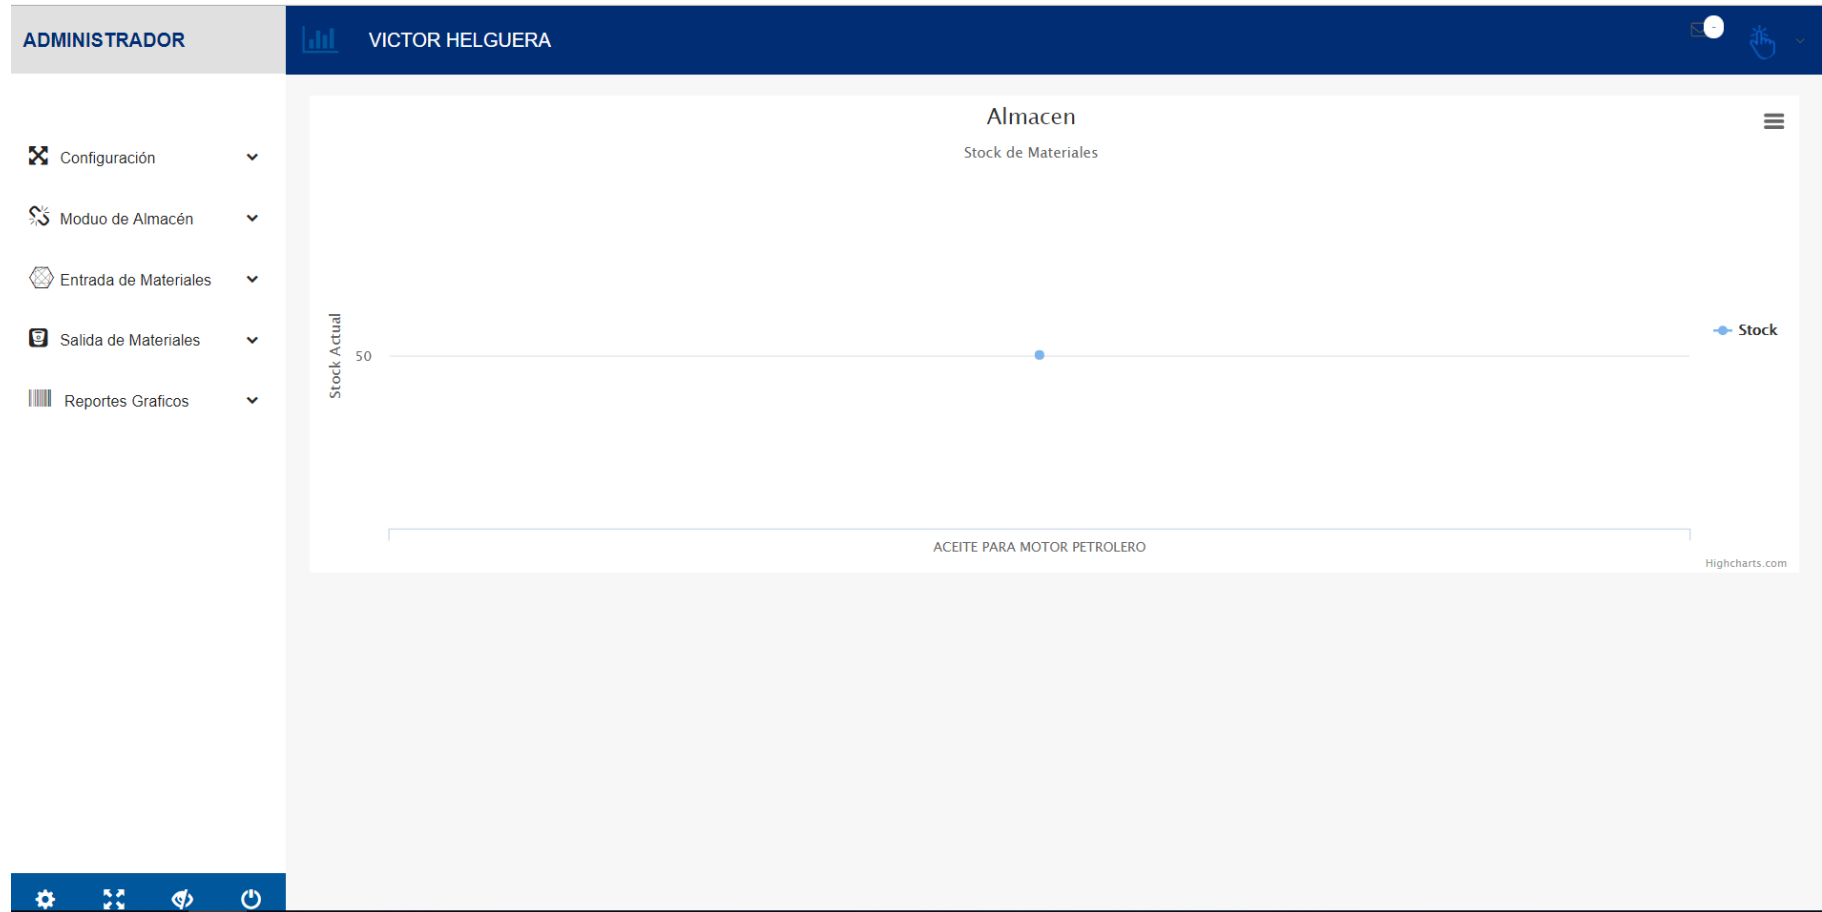 ADMINISTRADOR
VICTOR HELGUERA
-
Configuración
Moduo de Almacén
Entrada de Materiales
Salida de Materiales
Reportes Graficos
Almacen
Stock de Materiales
Stock Actual
50
Stock
ACEITE PARA MOTOR PETROLERO
Highcharts.com